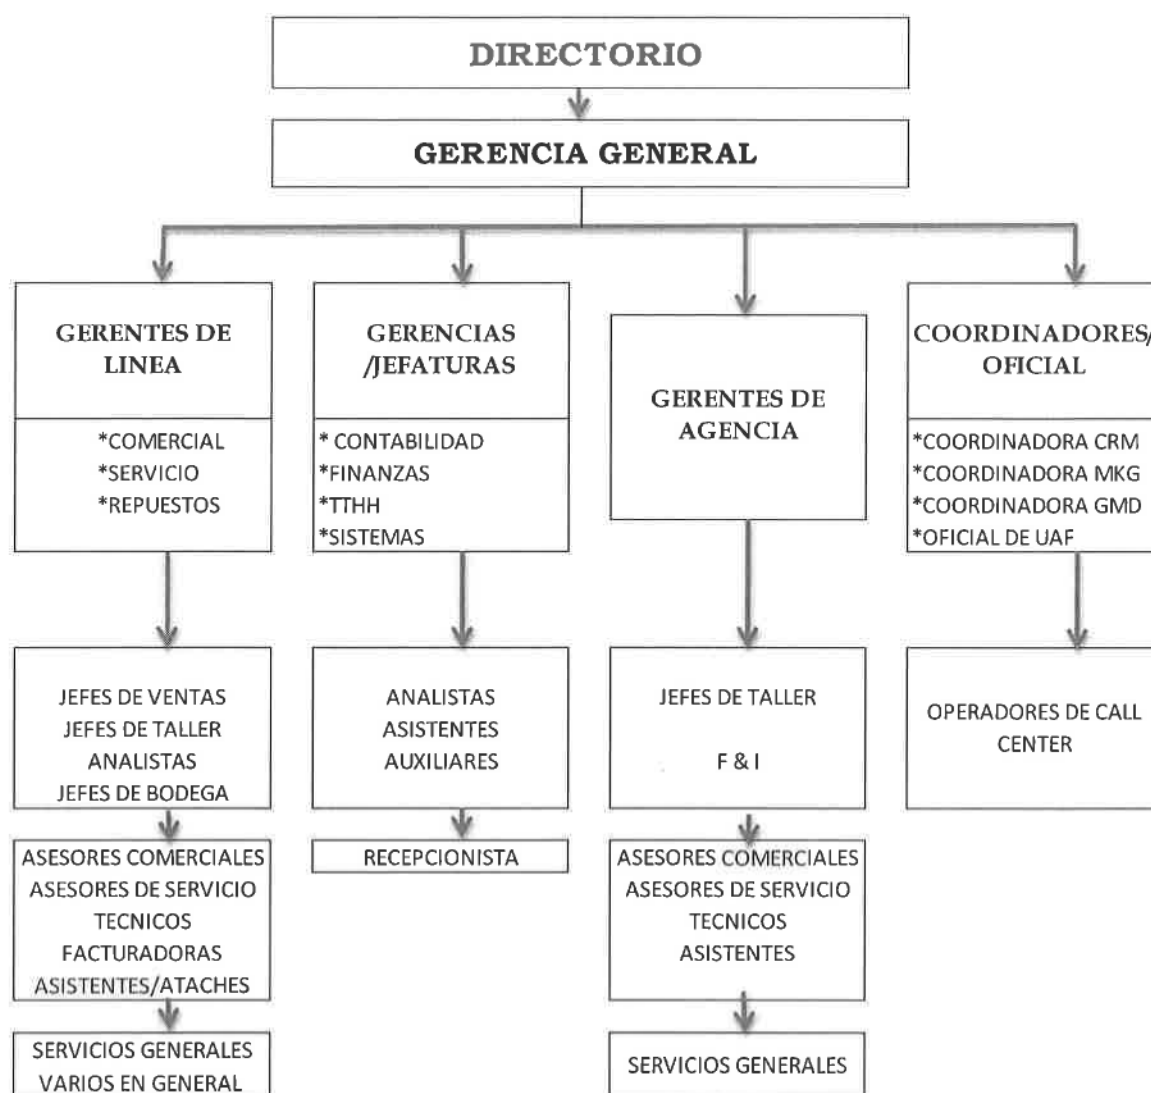 DIRECTORIO
GERENCIA GENERAL
GERENTES DE
LINEA
*COMERCIAL
*SERVICIO
*REPUESTOS
JEFES DE VENTAS
JEFES DE TALLER
ANALISTAS
JEFES DE BODEGA
ASESORES COMERCIALES
ASESORES DE SERVICIO
TECNICOS
FACTURADORAS
ASISTENTES/ATACHES
SERVICIOS GENERALES
VARIOS EN GENERAL
GERENCIAS
/JEFATURAS
* CONTABILIDAD
*FINANZAS
*TTHH
*SISTEMAS
ANALISTAS
ASISTENTES
AUXILIARES
RECEPCIONISTA
GERENTES DE
AGENCIA
JEFES DE TALLER
F & I
ASESORES COMERCIALES
ASESORES DE SERVICIO
TECNICOS
ASISTENTES
SERVICIOS GENERALES
COORDINADORES/
OFICIAL
*COORDINADORA CRM
*COORDINADORA MKG
*COORDINADORA GMD
*OFICIAL DE UAF
OPERADORES DE CALL
CENTER